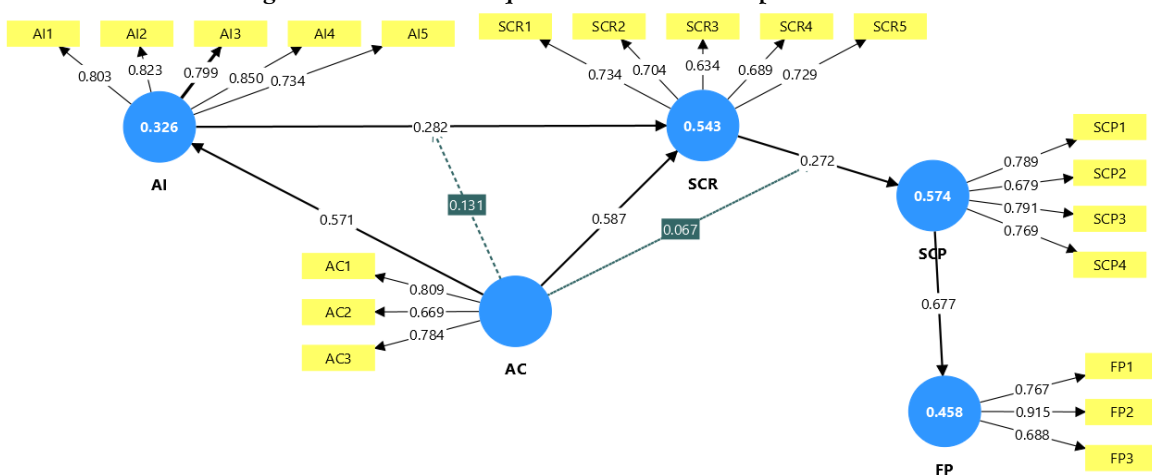 AI1 AI2 AI3 AI4 AI5
0.803 0.823 0.799 0.850 0.734
0.326
AI
SCR1 SCR2 SCR3 SCR4 SCR5
0.734 0.704 0.634 0.689 0.729
0.543
SCR
0.282
0.272
0.131
0.571
0.587
0.067
SCP1
SCP2
SCP3
SCP4
0.789
0.679
0.791
0.769
0.574
SCP
0.677
AC1
AC2
AC3
0.809
0.669
0.784
AC
0.458
FP
0.767
0.915
0.688
FP1
FP2
FP3